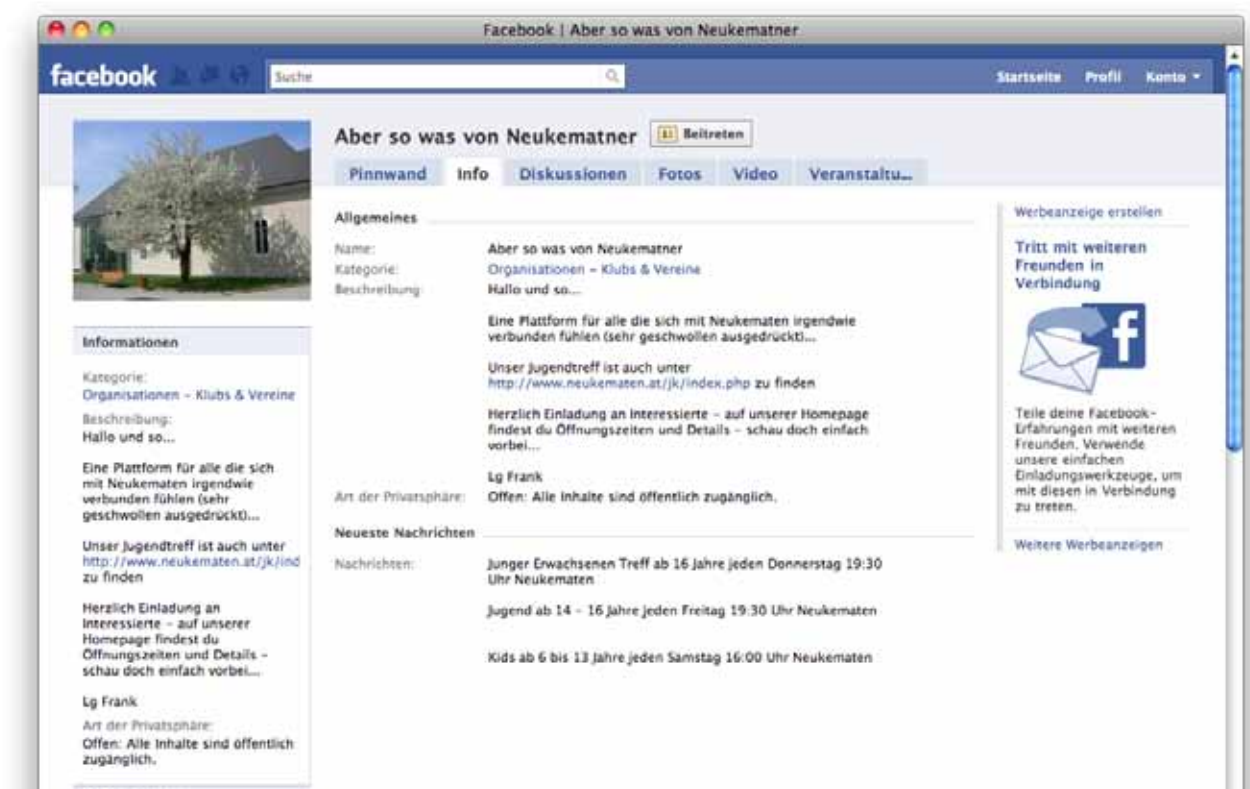 Facebook | Aber so was von Neukematner
facebook
Suche
Startseite Profil Konto
Aber so was von Neukematner
Beitreten
Pinnwand Info Diskussionen Fotos Video Veranstaltu...
Allgemeines
Name: Aber so was von Neukematner
Kategorie: Organisationen – Klubs & Vereine
Beschreibung: Hallo und so...
Eine Plattform für alle die sich mit Neukematen irgendwie
verbunden fühlen (sehr geschwollen ausgedrückt)...
Unser Jugendtreff ist auch unter
http://www.neukematen.at/jk/index.php zu finden
Herzlich Einladung an Interessierte – auf unserer Homepage
findest du Öffnungszeiten und Details – schau doch einfach
vorbei...
Lg Frank
Art der Privatsphäre: Offen: Alle Inhalte sind öffentlich zugänglich.
Neueste Nachrichten
Nachrichten: Junger Erwachsenen Treff ab 16 Jahre jeden Donnerstag 19:30
Uhr Neukematen
Jugend ab 14 – 16 Jahre jeden Freitag 19:30 Uhr Neukematen
Kids ab 6 bis 13 Jahre jeden Samstag 16:00 Uhr Neukematen
Informationen
Kategorie:
Organisationen – Klubs & Vereine
Beschreibung:
Hallo und so...
Eine Plattform für alle die sich
mit Neukematen irgendwie
verbunden fühlen (sehr
geschwollen ausgedrückt)...
Unser Jugendtreff ist auch unter
http://www.neukematen.at/jk/ind
zu finden
Herzlich Einladung an
Interessierte – auf unserer
Homepage findest du
Öffnungszeiten und Details –
schau doch einfach vorbei...
Lg Frank
Art der Privatsphäre:
Offen: Alle Inhalte sind öffentlich
zugänglich.
Werbeanzeige erstellen
Tritt mit weiteren
Freunden in
Verbindung
f
Teile deine Facebook-
Erfahrungen mit weiteren
Freunden. Verwende
unsere einfachen
Einladungswerkzeuge, um
mit diesen in Verbindung
zu treten.
Weitere Werbeanzeigen